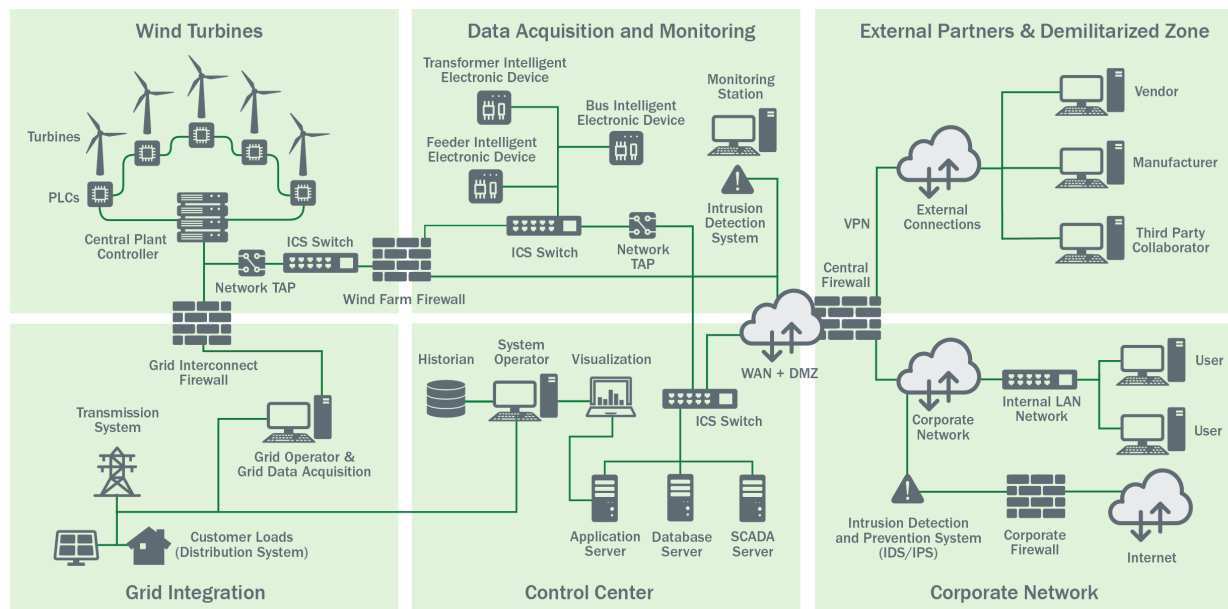 Wind Turbines
Turbines
PLCs
Central Plant
Controller
ICS Switch
Network TAP
Wind Farm Firewall
Data Acquisition and Monitoring
Transformer Intelligent
Electronic Device
Bus Intelligent
Electronic Device
Feeder Intelligent
Electronic Device
Monitoring
Station
Intrusion
Detection
System
ICS Switch
Network
TAP
External Partners & Demilitarized Zone
Vendor
Manufacturer
Third Party
Collaborator
External
Connections
VPN
Central
Firewall
WAN + DMZ
Grid Interconnect
Firewall
Transmission
System
Grid Operator &
Grid Data Acquisition
Customer Loads
(Distribution System)
Grid Integration
Historian
System
Operator
Visualization
ICS Switch
Application
Server
Database
Server
SCADA
Server
Control Center
Corporate
Network
Internal LAN
Network
User
User
Intrusion Detection
and Prevention System
(IDS/IPS)
Corporate
Firewall
Internet
Corporate Network